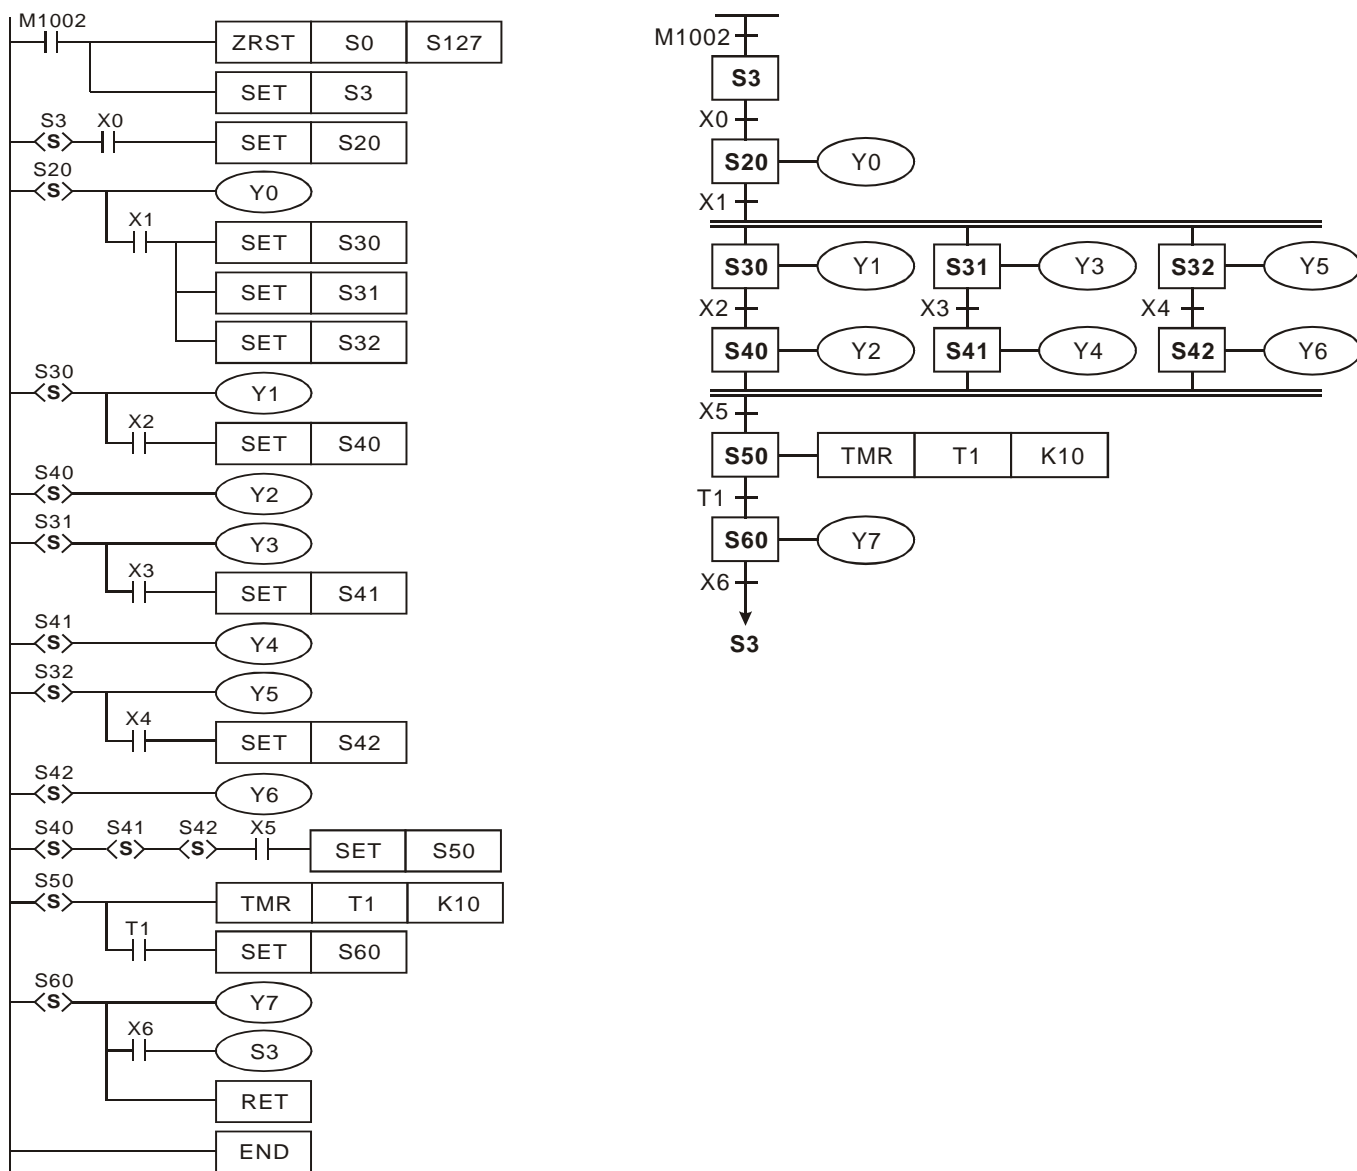 M1002
ZRST S0 S127
SET S3
S3 X0
S SET S20
S20
S Y0
X1
SET S30
SET S31
SET S32
S30
S Y1
X2
SET S40
S40
S Y2
S31
S Y3
X3
SET S41
S41
S Y4
S32
S Y5
X4
SET S42
S42
S Y6
S40 S41 S42 X5
S S S SET S50
S50
S TMR T1 K10
T1
SET S60
S60
S Y7
X6
S3
RET
END
M1002
S3
X0
S20 Y0
X1
S30 Y1 S31 Y3 S32 Y5
X2 X3 X4
S40 Y2 S41 Y4 S42 Y6
X5
S50 TMR T1 K10
T1
S60 Y7
X6
S3